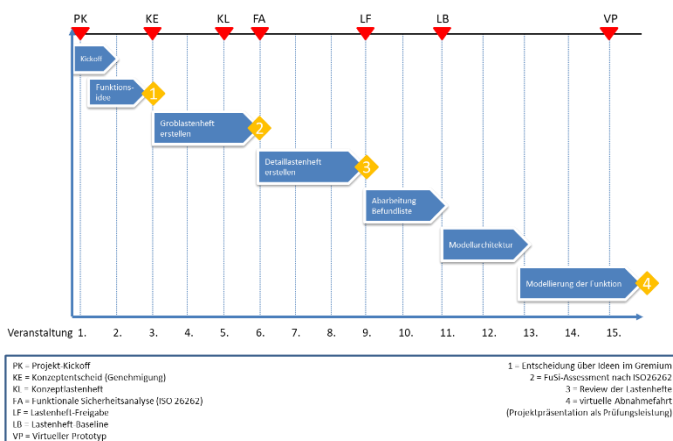 PK KE KL FA LF LB VP
Kickoff
Funktions-
idee
1
Groblastenheft
erstellen
2
Detaillastenheft
erstellen
3
Abarbeitung
Befundliste
Modellarchitektur
Modellierung der Funktion
4
Veranstaltung 1. 2. 3. 4. 5. 6. 7. 8. 9. 10. 11. 12. 13. 14. 15.
PK = Projekt-Kickoff
KE = Konzeptentscheid (Genehmigung)
KL = Konzeptlastenheft
FA = Funktionale Sicherheitsanalyse (ISO 26262)
LF = Lastenheft-Freigabe
LB = Lastenheft-Baseline
VP = Virtueller Prototyp
1 = Entscheidung über Ideen im Gremium
2 = FuSi-Assessment nach ISO26262
3 = Review der Lastenhefte
4 = virtuelle Abnahmefahrt
(Projektpräsentation als Prüfungsleistung)